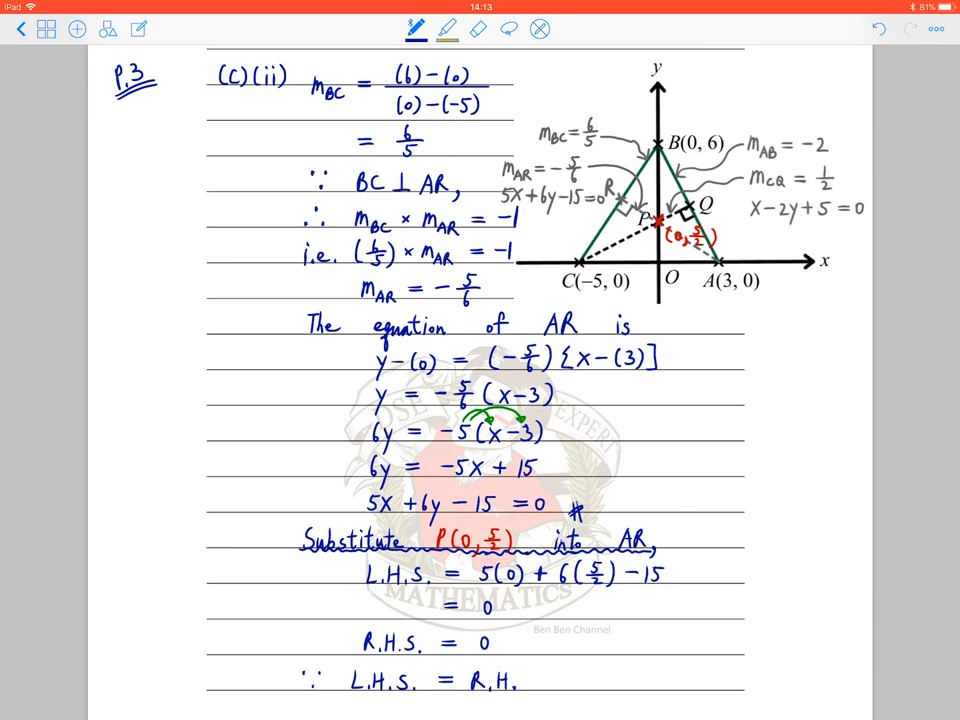 iPad
14:13
81%
P.3
(C)(ii) m_BC = (6)-(0) / (0)-(-5)
= 6/5
∵ BC ⊥ AR,
∴ m_BC × m_AR = -1
i.e. (6/5) × m_AR = -1
m_AR = - 5/6
The equation of AR is
y-(0) = (-5/6) {x-(3)]
y = -5/6 (x-3)
6y = -5(x-3)
6y = -5x + 15
5x + 6y - 15 = 0 #
Substitute P(0, 5/2) into AR,
L.H.S. = 5(0) + 6(5/2) - 15
= 0
R.H.S. = 0
∵ L.H.S. = R.H.
y
m_BC = 6/5
B(0, 6)
m_AB = -2
m_AR = -5/6
m_CQ = 1/2
5x+6y-15=0
R
x-2y+5=0
P
Q
(0, 5/2)
x
C(−5, 0)
O
A(3, 0)
EXPERT
MATHEMATICS
Ben Ben Channel